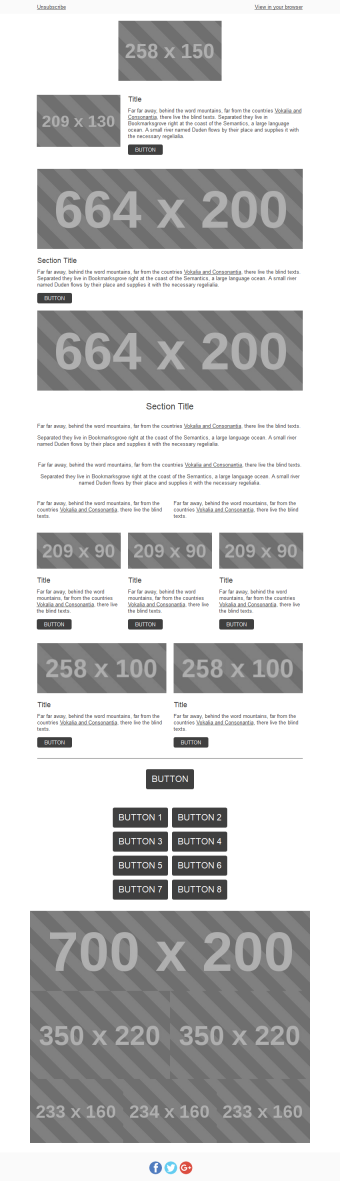 Unsubscribe View in your browser
258 x 150
209 x 130
Title
Far far away, behind the word mountains, far from the countries Vokalia and
Consonantia, there live the blind texts. Separated they live in
Bookmarksgrove right at the coast of the Semantics, a large language
ocean. A small river named Duden flows by their place and supplies it with
the necessary regelialia.
BUTTON
664 x 200
Section Title
Far far away, behind the word mountains, far from the countries Vokalia and Consonantia, there live the blind texts.
Separated they live in Bookmarksgrove right at the coast of the Semantics, a large language ocean. A small river
named Duden flows by their place and supplies it with the necessary regelialia.
BUTTON
664 x 200
Section Title
Far far away, behind the word mountains, far from the countries Vokalia and Consonantia, there live the blind texts.
Separated they live in Bookmarksgrove right at the coast of the Semantics, a large language ocean. A small river
named Duden flows by their place and supplies it with the necessary regelialia.
Far far away, behind the word mountains, far from the countries Vokalia and Consonantia, there live the blind texts.
Separated they live in Bookmarksgrove right at the coast of the Semantics, a large language ocean. A small river
named Duden flows by their place and supplies it with the necessary regelialia.
Far far away, behind the word mountains, far from the
countries Vokalia and Consonantia, there live the blind
texts.
Far far away, behind the word mountains, far from the
countries Vokalia and Consonantia, there live the blind
texts.
209 x 90
209 x 90
209 x 90
Title
Far far away, behind the word
mountains, far from the countries
Vokalia and Consonantia, there live
the blind texts.
BUTTON
Title
Far far away, behind the word
mountains, far from the countries
Vokalia and Consonantia, there live
the blind texts.
BUTTON
Title
Far far away, behind the word
mountains, far from the countries
Vokalia and Consonantia, there live
the blind texts.
BUTTON
258 x 100
258 x 100
Title
Far far away, behind the word mountains, far from the
countries Vokalia and Consonantia, there live the blind
texts.
BUTTON
Title
Far far away, behind the word mountains, far from the
countries Vokalia and Consonantia, there live the blind
texts.
BUTTON
BUTTON
BUTTON 1 BUTTON 2
BUTTON 3 BUTTON 4
BUTTON 5 BUTTON 6
BUTTON 7 BUTTON 8
700 x 200
350 x 220 350 x 220
233 x 160 234 x 160 233 x 160